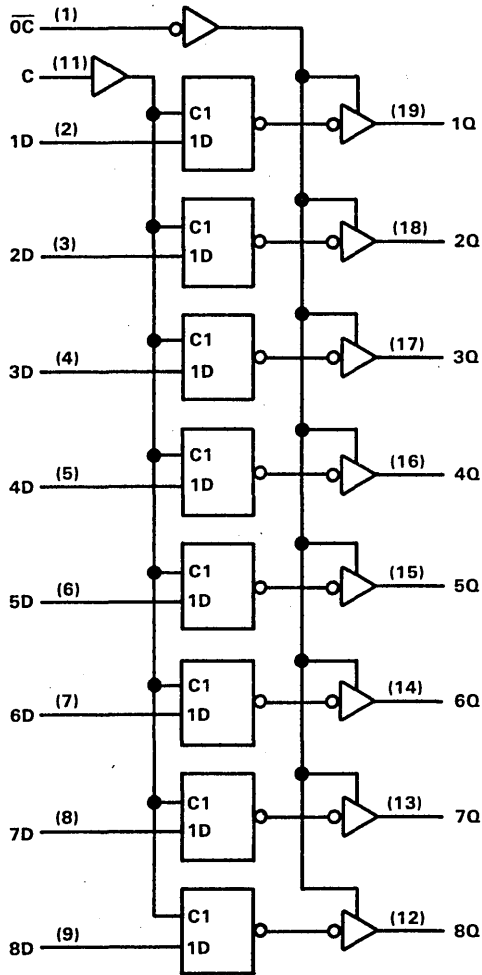 O̅C̅ (1)
C (11)
C1
1D (2) 1D (19) 1Q
C1
2D (3) 1D (18) 2Q
C1
3D (4) 1D (17) 3Q
C1
4D (5) 1D (16) 4Q
C1
5D (6) 1D (15) 5Q
C1
6D (7) 1D (14) 6Q
C1
7D (8) 1D (13) 7Q
C1
8D (9) 1D (12) 8Q